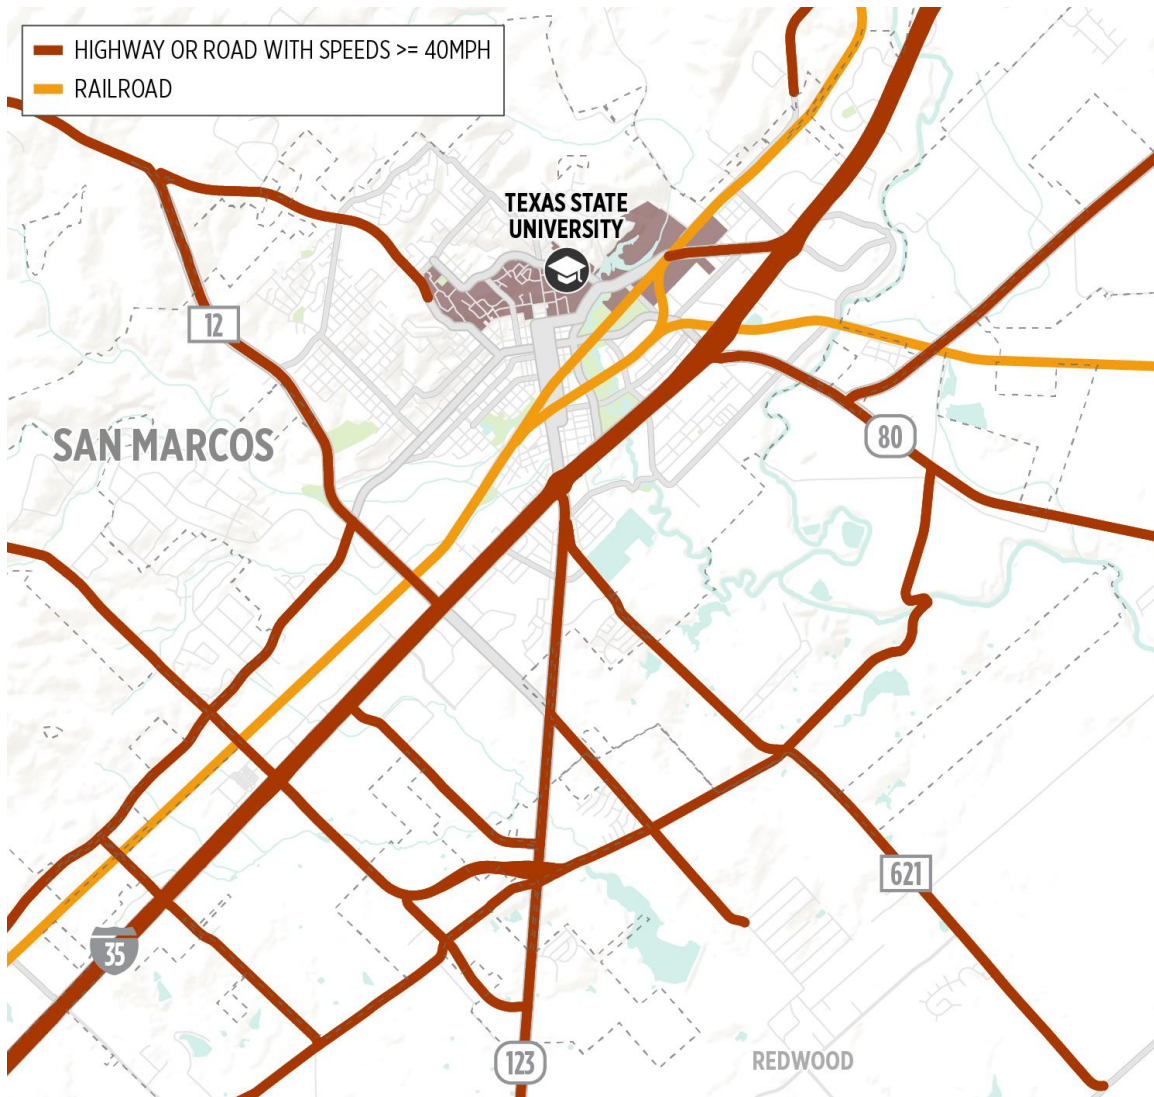 HIGHWAY OR ROAD WITH SPEEDS >= 40MPH
RAILROAD
TEXAS STATE
UNIVERSITY
12
SAN MARCOS
80
621
35
123
REDWOOD